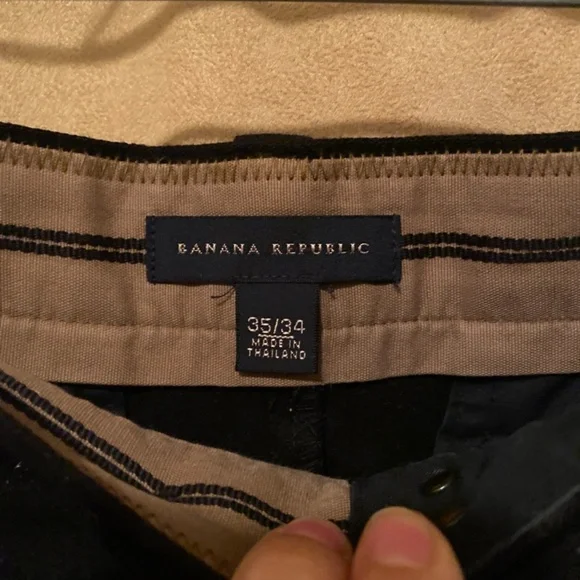 BANANA REPUBLIC
35/34
MADE IN
THAILAND